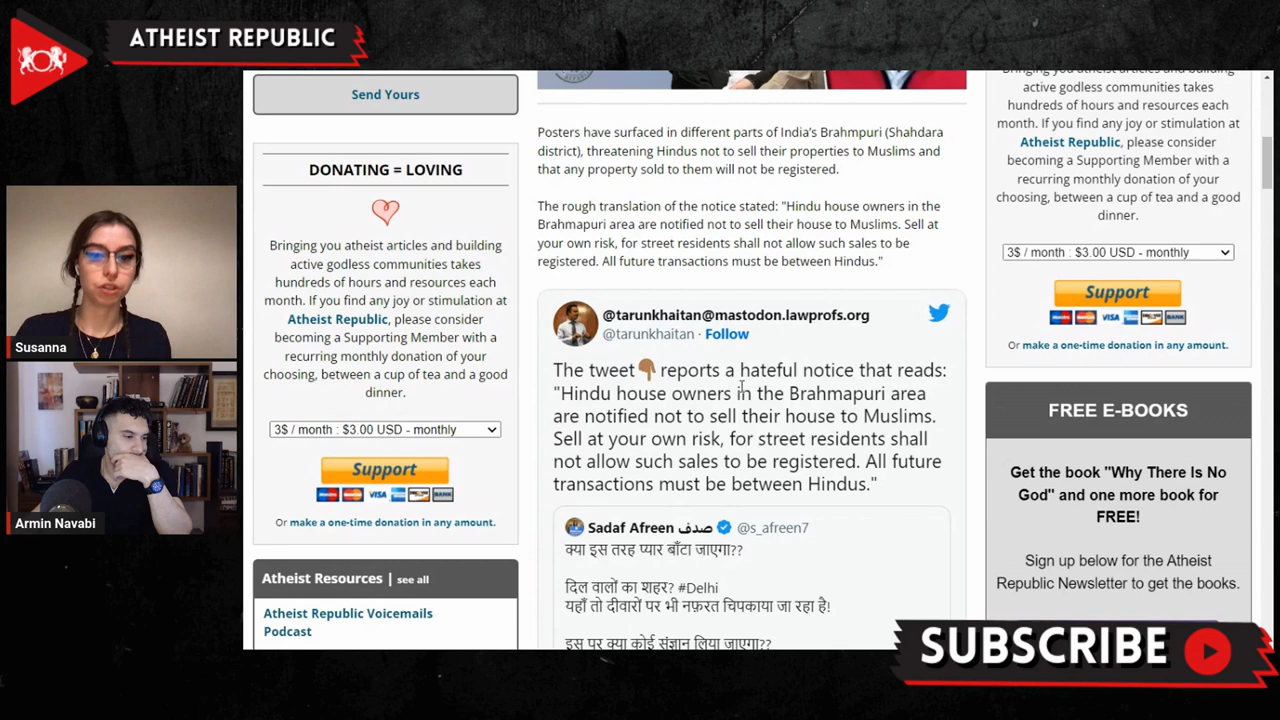 ATHEIST REPUBLIC
Susanna
Armin Navabi
Send Yours
DONATING = LOVING
Bringing you atheist articles and building
active godless communities takes
hundreds of hours and resources each
month. If you find any joy or stimulation at
Atheist Republic, please consider
becoming a Supporting Member with a
recurring monthly donation of your
choosing, between a cup of tea and a good
dinner.
3$ / month : $3.00 USD - monthly
Support
VISA
BANK
Or make a one-time donation in any amount.
Atheist Resources | see all
Atheist Republic Voicemails
Podcast
Posters have surfaced in different parts of India's Brahmpuri (Shahdara
district), threatening Hindus not to sell their properties to Muslims and
that any property sold to them will not be registered.
The rough translation of the notice stated: "Hindu house owners in the
Brahmapuri area are notified not to sell their house to Muslims. Sell at
your own risk, for street residents shall not allow such sales to be
registered. All future transactions must be between Hindus."
@tarunkhaitan@mastodon.lawprofs.org
@tarunkhaitan · Follow
The tweet👇🏾reports a hateful notice that reads:
"Hindu house owners in the Brahmapuri area
are notified not to sell their house to Muslims.
Sell at your own risk, for street residents shall
not allow such sales to be registered. All future
transactions must be between Hindus."
Sadaf Afreen صدف @s_afreen7
क्या इस तरह प्यार बाँटा जाएगा??
दिल वालों का शहर? #Delhi
यहाँ तो दीवारों पर भी नफ़रत चिपकाया जा रहा है!
इस पर क्या कोई संज्ञान लिया जाएगा??
Bringing you atheist articles and building
active godless communities takes
hundreds of hours and resources each
month. If you find any joy or stimulation at
Atheist Republic, please consider
becoming a Supporting Member with a
recurring monthly donation of your
choosing, between a cup of tea and a good
dinner.
3$ / month : $3.00 USD - monthly
Support
VISA
BANK
Or make a one-time donation in any amount.
FREE E-BOOKS
Get the book "Why There Is No
God" and one more book for
FREE!
Sign up below for the Atheist
Republic Newsletter to get the books.
SUBSCRIBE